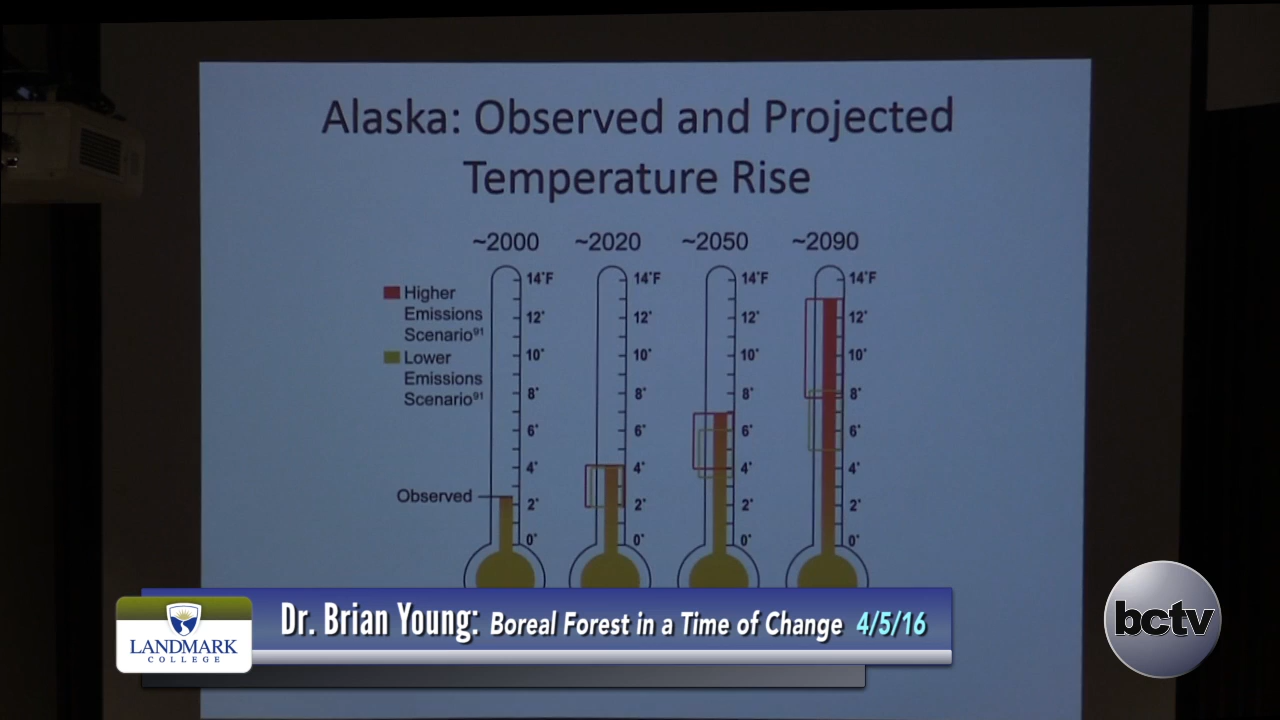 Alaska: Observed and Projected
Temperature Rise
~2000 ~2020 ~2050 ~2090
14°F 14°F 14°F 14°F
Higher
Emissions
Scenario91
12° 12° 12° 12°
Lower
Emissions
Scenario91
10° 10° 10° 10°
8° 8° 8° 8°
6° 6° 6° 6°
4° 4° 4° 4°
Observed
2° 2° 2° 2°
0° 0° 0° 0°
Dr. Brian Young: Boreal Forest in a Time of Change 4/5/16
LANDMARK
COLLEGE
bctv